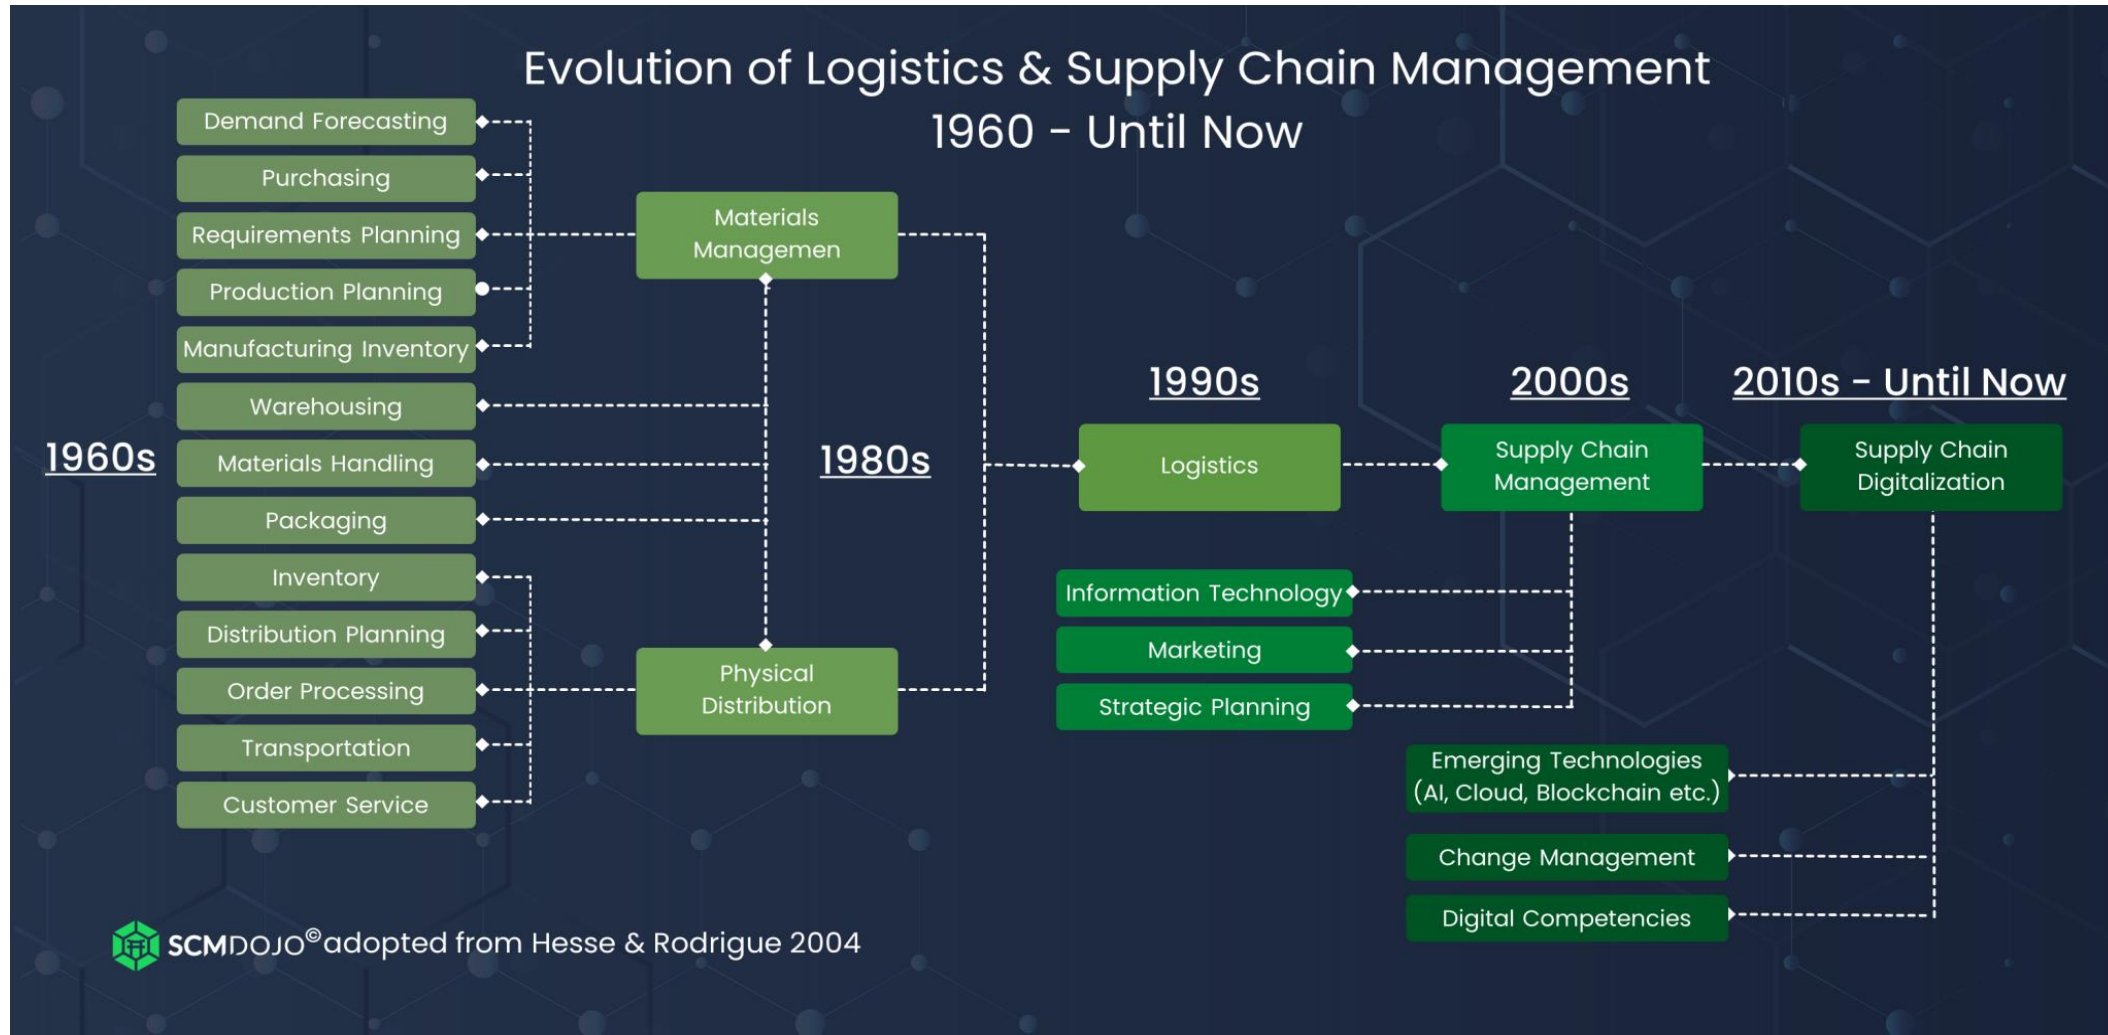 Evolution of Logistics & Supply Chain Management
1960 - Until Now
1960s
Demand Forecasting
Purchasing
Requirements Planning
Production Planning
Manufacturing Inventory
Warehousing
Materials Handling
Packaging
Inventory
Distribution Planning
Order Processing
Transportation
Customer Service
1980s
Materials
Managemen
Physical
Distribution
1990s
Logistics
2000s
Supply Chain
Management
Information Technology
Marketing
Strategic Planning
2010s - Until Now
Supply Chain
Digitalization
Emerging Technologies
(AI, Cloud, Blockchain etc.)
Change Management
Digital Competencies
SCMDOJO©adopted from Hesse & Rodrigue 2004